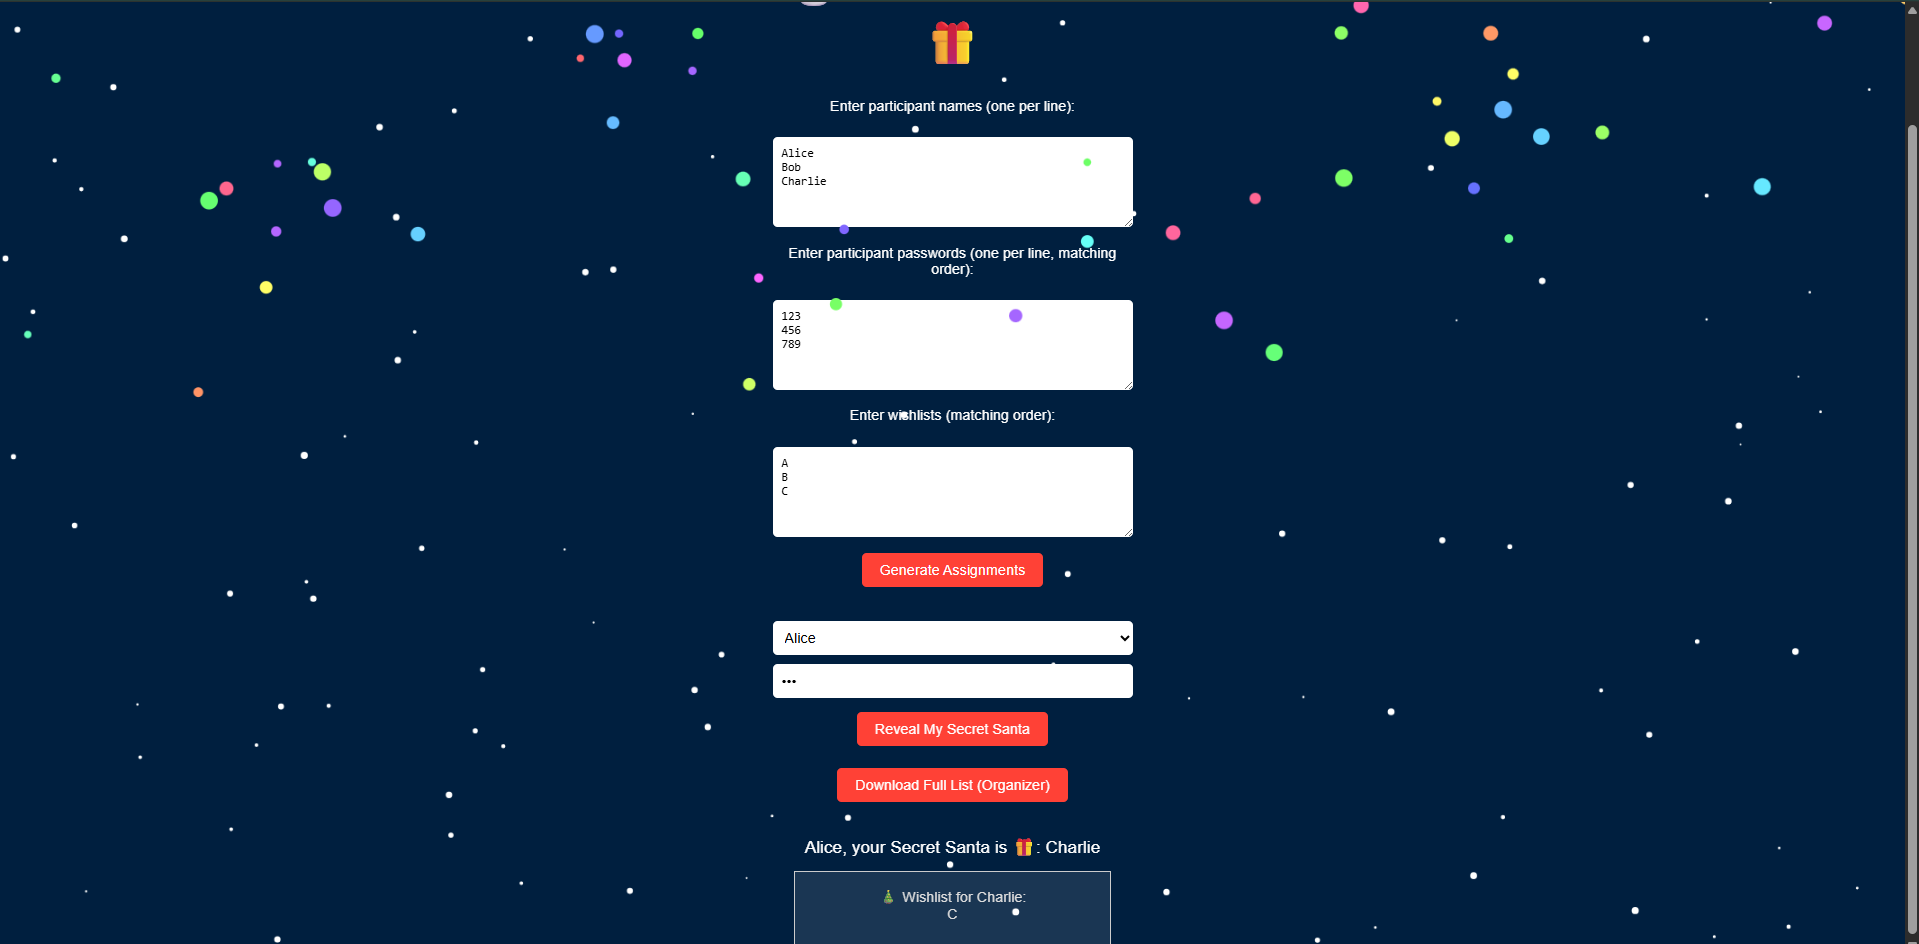 Enter participant names (one per line):
Alice
Bob
Charlie
Enter participant passwords (one per line, matching
order):
123
456
789
Enter wishlists (matching order):
A
B
C
Generate Assignments
Alice
•••
Reveal My Secret Santa
Download Full List (Organizer)
Alice, your Secret Santa is 🎁: Charlie
🎄 Wishlist for Charlie:
C